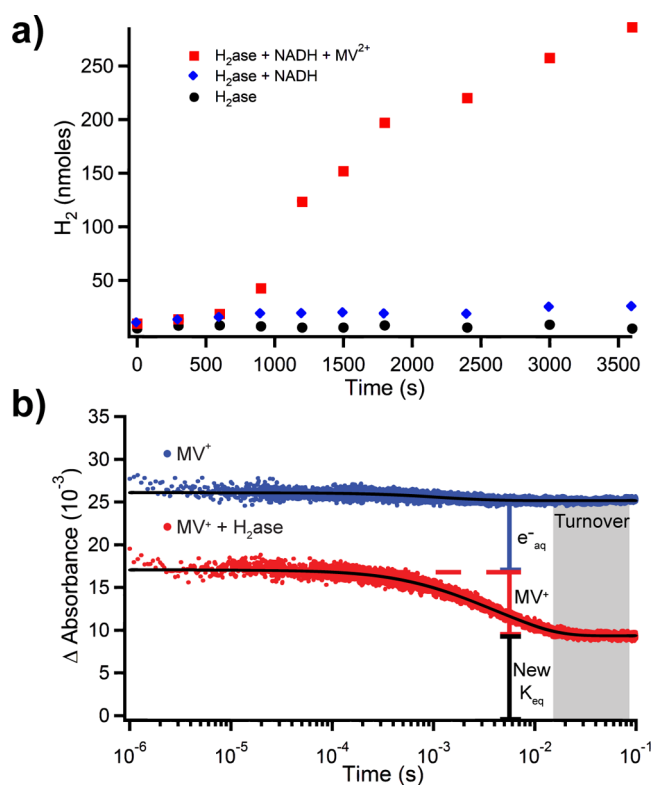 a)
H₂ase + NADH + MV²⁺
H₂ase + NADH
H₂ase
H₂ (nmoles)
250
200
150
100
50
0 500 1000 1500 2000 2500 3000 3500
Time (s)
b)
MV⁺
MV⁺ + H₂ase
Turnover
e⁻aq
MV⁺
New
Keq
Δ Absorbance (10⁻³)
35
30
25
20
15
10
5
0
10⁻⁶ 10⁻⁵ 10⁻⁴ 10⁻³ 10⁻² 10⁻¹
Time (s)